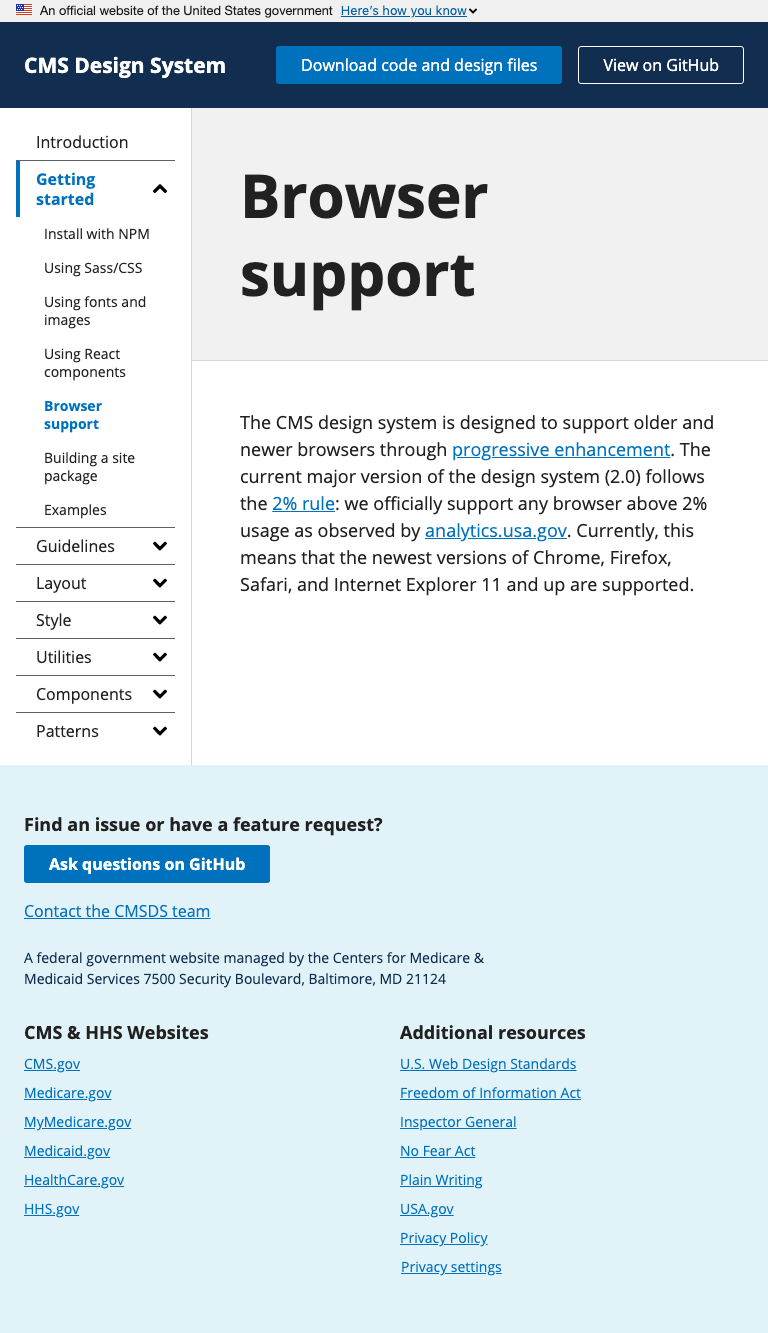 An official website of the United States government Here's how you know
CMS Design System
Download code and design files
View on GitHub
Introduction
Getting
started
Install with NPM
Using Sass/CSS
Using fonts and
images
Using React
components
Browser
support
Building a site
package
Examples
Guidelines
Layout
Style
Utilities
Components
Patterns
Browser
support
The CMS design system is designed to support older and
newer browsers through progressive enhancement. The
current major version of the design system (2.0) follows
the 2% rule: we officially support any browser above 2%
usage as observed by analytics.usa.gov. Currently, this
means that the newest versions of Chrome, Firefox,
Safari, and Internet Explorer 11 and up are supported.
Find an issue or have a feature request?
Ask questions on GitHub
Contact the CMSDS team
A federal government website managed by the Centers for Medicare &
Medicaid Services 7500 Security Boulevard, Baltimore, MD 21124
CMS & HHS Websites
CMS.gov
Medicare.gov
MyMedicare.gov
Medicaid.gov
HealthCare.gov
HHS.gov
Additional resources
U.S. Web Design Standards
Freedom of Information Act
Inspector General
No Fear Act
Plain Writing
USA.gov
Privacy Policy
Privacy settings